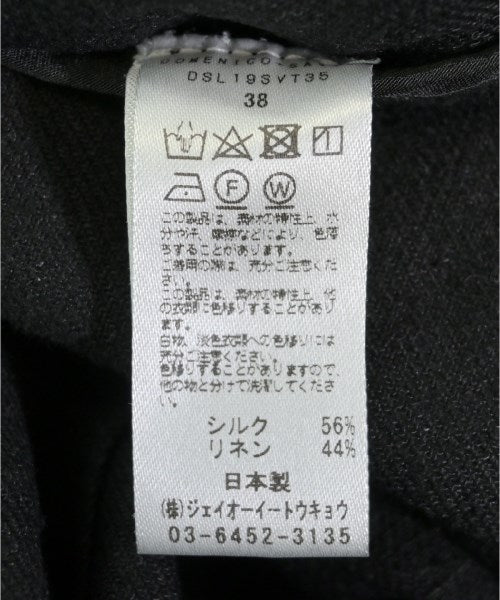 DSL19SVT35
38
F W
この製品は、素材の特性上、水
分や汗、摩擦などにより、色落
ちすることがあります。
ご着用の際は、充分ご注意くださ
い。
この製品は、素材の特性上、他
の衣類に色移りすることがあり
ます。
白物、淡色衣類への色移りには
充分ご注意ください。
色移りすることがありますので、
他の物と分けて洗濯してくださ
い。
シルク 56%
リネン 44%
日本製
(株)ジェイオーイートウキョウ
03-6452-3135